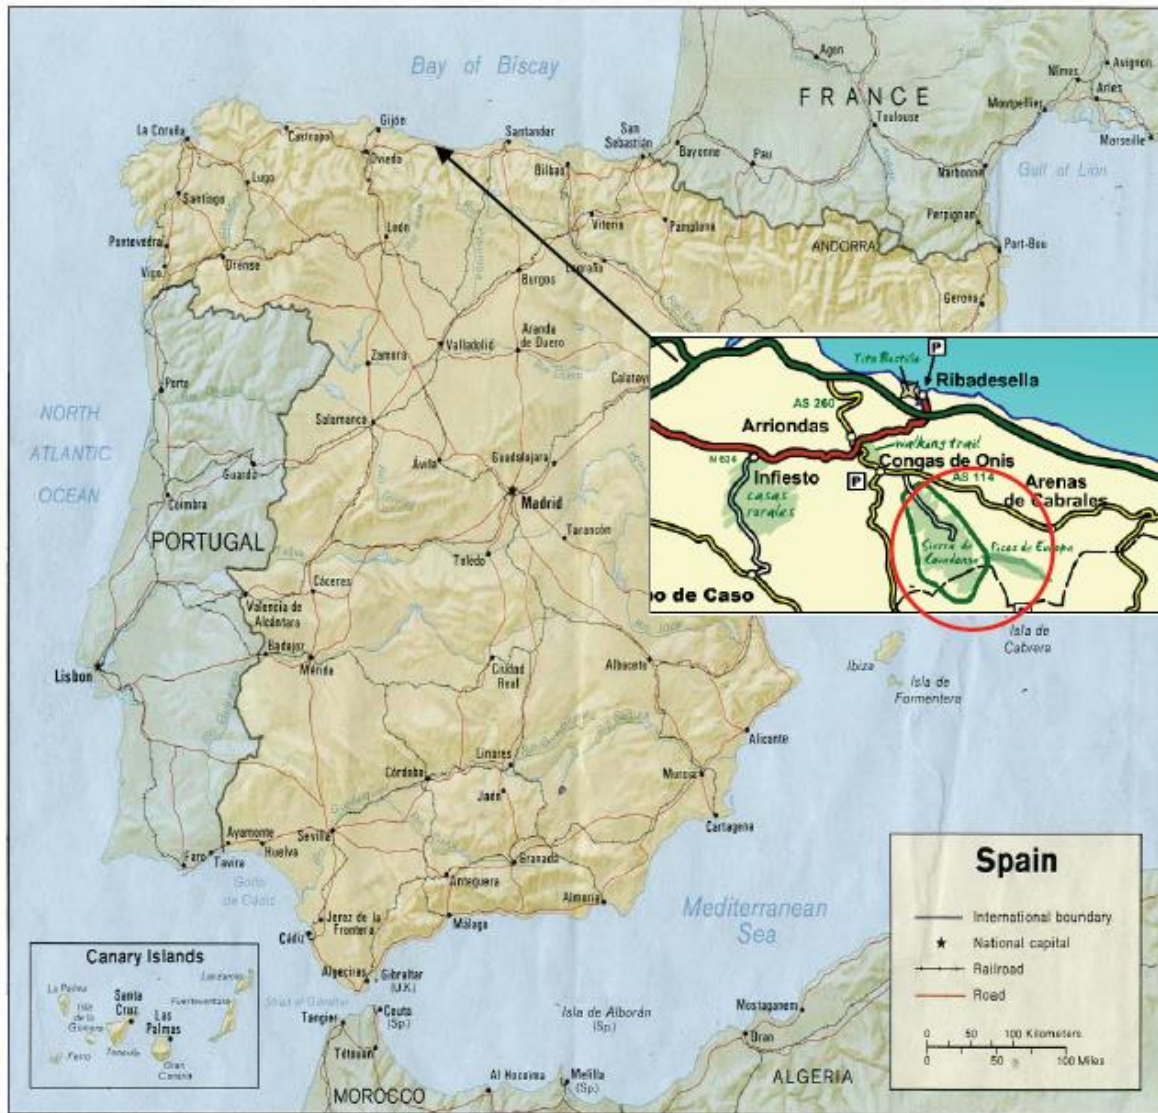 Bay of Biscay
FRANCE
Agen
Nîmes
Avignon
Arles
Montpellier
Marseille
Toulouse
Gulf of Lion
La Coruña
Castropol
Gijón
Oviedo
Santander
San
Sebastián
Bayonne
Pau
Narbonne
Bilbao
Lugo
Santiago
Perpignan
Port-Bou
ANDORRA
León
Vitoria
Pamplona
Pontevedra
Vigo
Orense
Burgos
Logroño
Gerona
Valladolid
Aranda
de Duero
Zamora
Porto
Calatayu
NORTH
ATLANTIC
OCEAN
Salamanca
Ávila
Guadalajara
Guarda
Madrid
Coimbra
Tarancón
PORTUGAL
Toledo
Cáceres
Valencia de
Alcántara
Badajoz
Mérida
Ciudad
Real
Albacete
Lisbon
Tito Bustillo
P
Ribadesella
AS 260
Arriondas
walking trail
N 634
Infiesto
casas
rurales
P
Congas de Onis
AS 114
Arenas
de Cabrales
Sierra de
Covadonga
Picos de Europa
po de Caso
Isla de
Cabrera
Ibiza
Isla de
Formentera
Alicante
Linares
Córdoba
Jaén
Murcia
Cartagena
Sevilla
Ayamonte
Huelva
Faro
Tavira
Golfo
de Cádiz
Granada
Antequera
Almería
Málaga
Jerez de la
Frontera
Cádiz
Mediterranean
Sea
Algeciras
Gibraltar
(U.K.)
Strait of Gibraltar
Tangier
Ceuta
(Sp.)
Tétouan
Isla de Alborán
(Sp.)
Al Hoceima
Melilla
(Sp.)
MOROCCO
Mostaganem
Oran
ALGERIA
Canary Islands
La Palma
Santa
Cruz
Isla
de la
Gomera
Ferro
Tenerife
Las
Palmas
Gran
Canaria
Fuerteventura
Lanzarote
Spain
International boundary
National capital
Railroad
Road
0 50 100 Kilometers
0 50 100 Miles